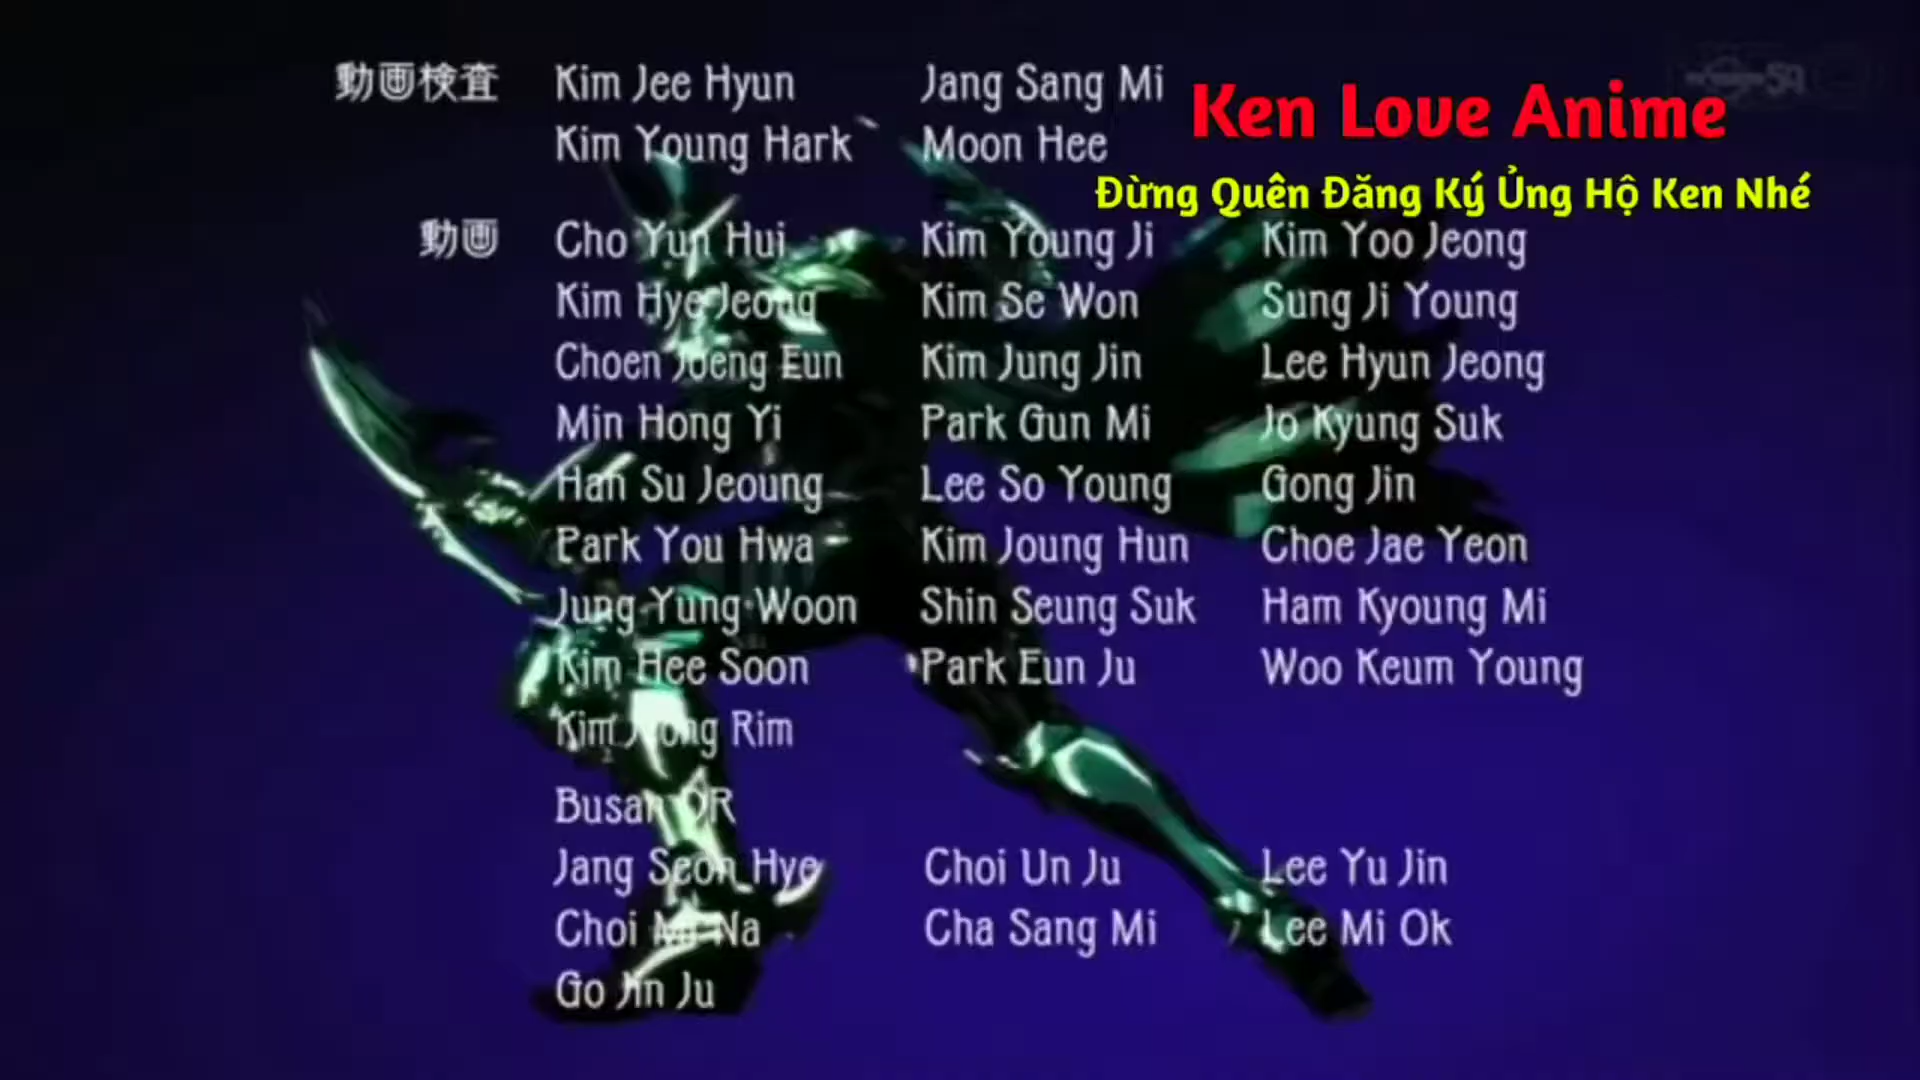 動画検査 Kim Jee Hyun Jang Sang Mi
Ken Love Anime
Kim Young Hark Moon Hee
Đừng Quên Đăng Ký Ủng Hộ Ken Nhé
動画 Cho Yun Hui Kim Young Ji Kim Yoo Jeong
Kim Hye Jeong Kim Se Won Sung Ji Young
Choen Joeng Eun Kim Jung Jin Lee Hyun Jeong
Min Hong Yi Park Gun Mi Jo Kyung Suk
Han Su Jeoung Lee So Young Gong Jin
Park You Hwa Kim Joung Hun Choe Jae Yeon
Jung Yung Woon Shin Seung Suk Ham Kyoung Mi
Kim Hee Soon Park Eun Ju Woo Keum Young
Kim Rim
Busan
Jang Seon Hye Choi Un Ju Lee Yu Jin
Choi Mi Na Cha Sang Mi Lee Mi Ok
Go Jin Ju